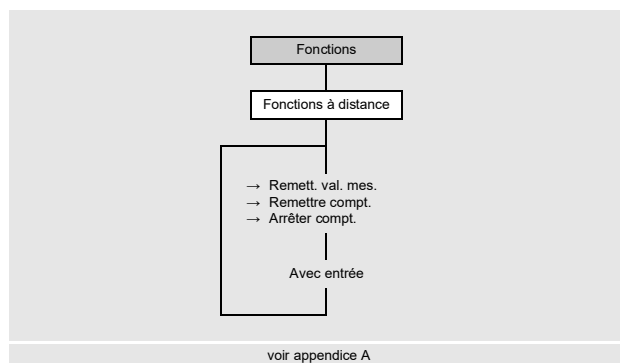 Fonctions
Fonctions à distance
→ Remett. val. mes.
→ Remettre compt.
→ Arrêter compt.
Avec entrée
voir appendice A